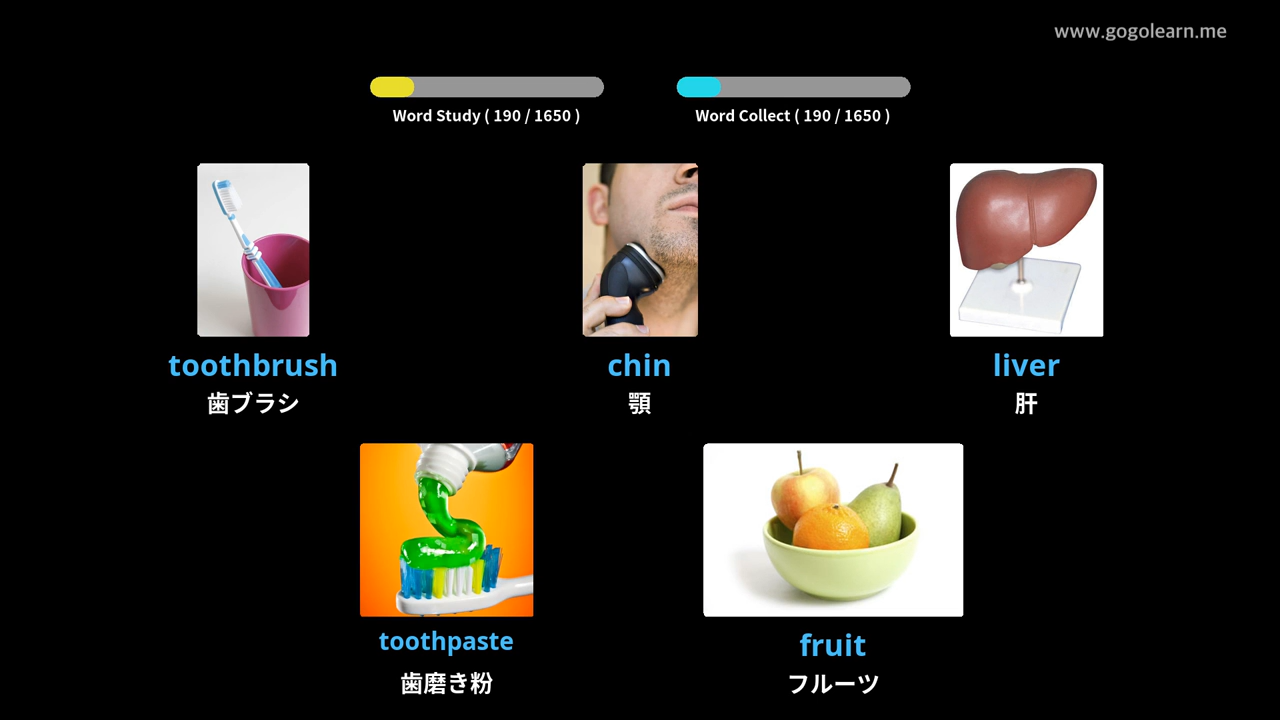 www.gogolearn.me
Word Study ( 190 / 1650 )
Word Collect ( 190 / 1650 )
toothbrush
歯ブラシ
chin
顎
liver
肝
toothpaste
歯磨き粉
fruit
フルーツ